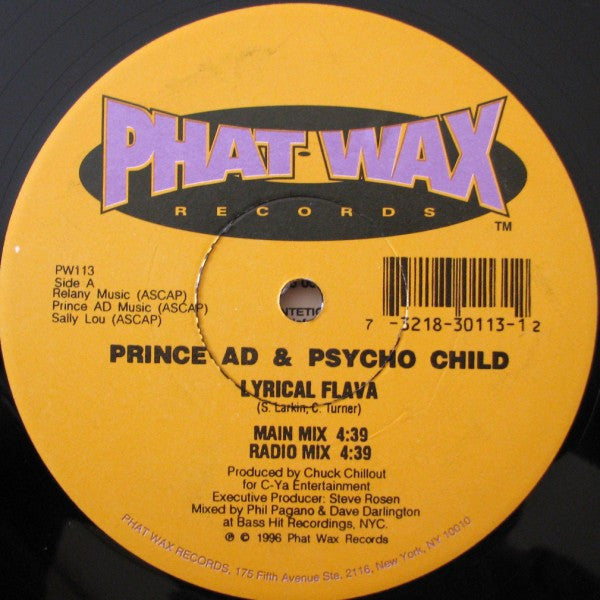 PHAT WAX
RECORDS
TM
PW113
Side A
Relany Music (ASCAP)
Prince AD Music (ASCAP)
Sally Lou (ASCAP)
7 -3218-30113-1 2
PRINCE AD & PSYCHO CHILD
LYRICAL FLAVA
(S. Larkin, C. Turner)
MAIN MIX 4:39
RADIO MIX 4:39
Produced by Chuck Chillout
for C-Ya Entertainment
Executive Producer: Steve Rosen
Mixed by Phil Pagano & Dave Darlington
at Bass Hit Recordings, NYC.
℗ © 1996 Phat Wax Records
PHAT WAX RECORDS, 175 Fifth Avenue Ste. 2116, New York, NY 10010